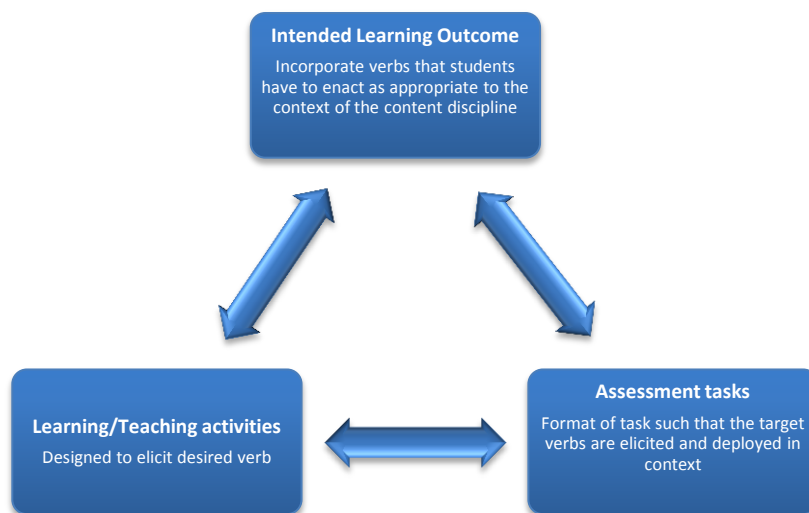 Intended Learning Outcome
Incorporate verbs that students
have to enact as appropriate to the
context of the content discipline
Learning/Teaching activities
Designed to elicit desired verb
Assessment tasks
Format of task such that the target
verbs are elicited and deployed in
context